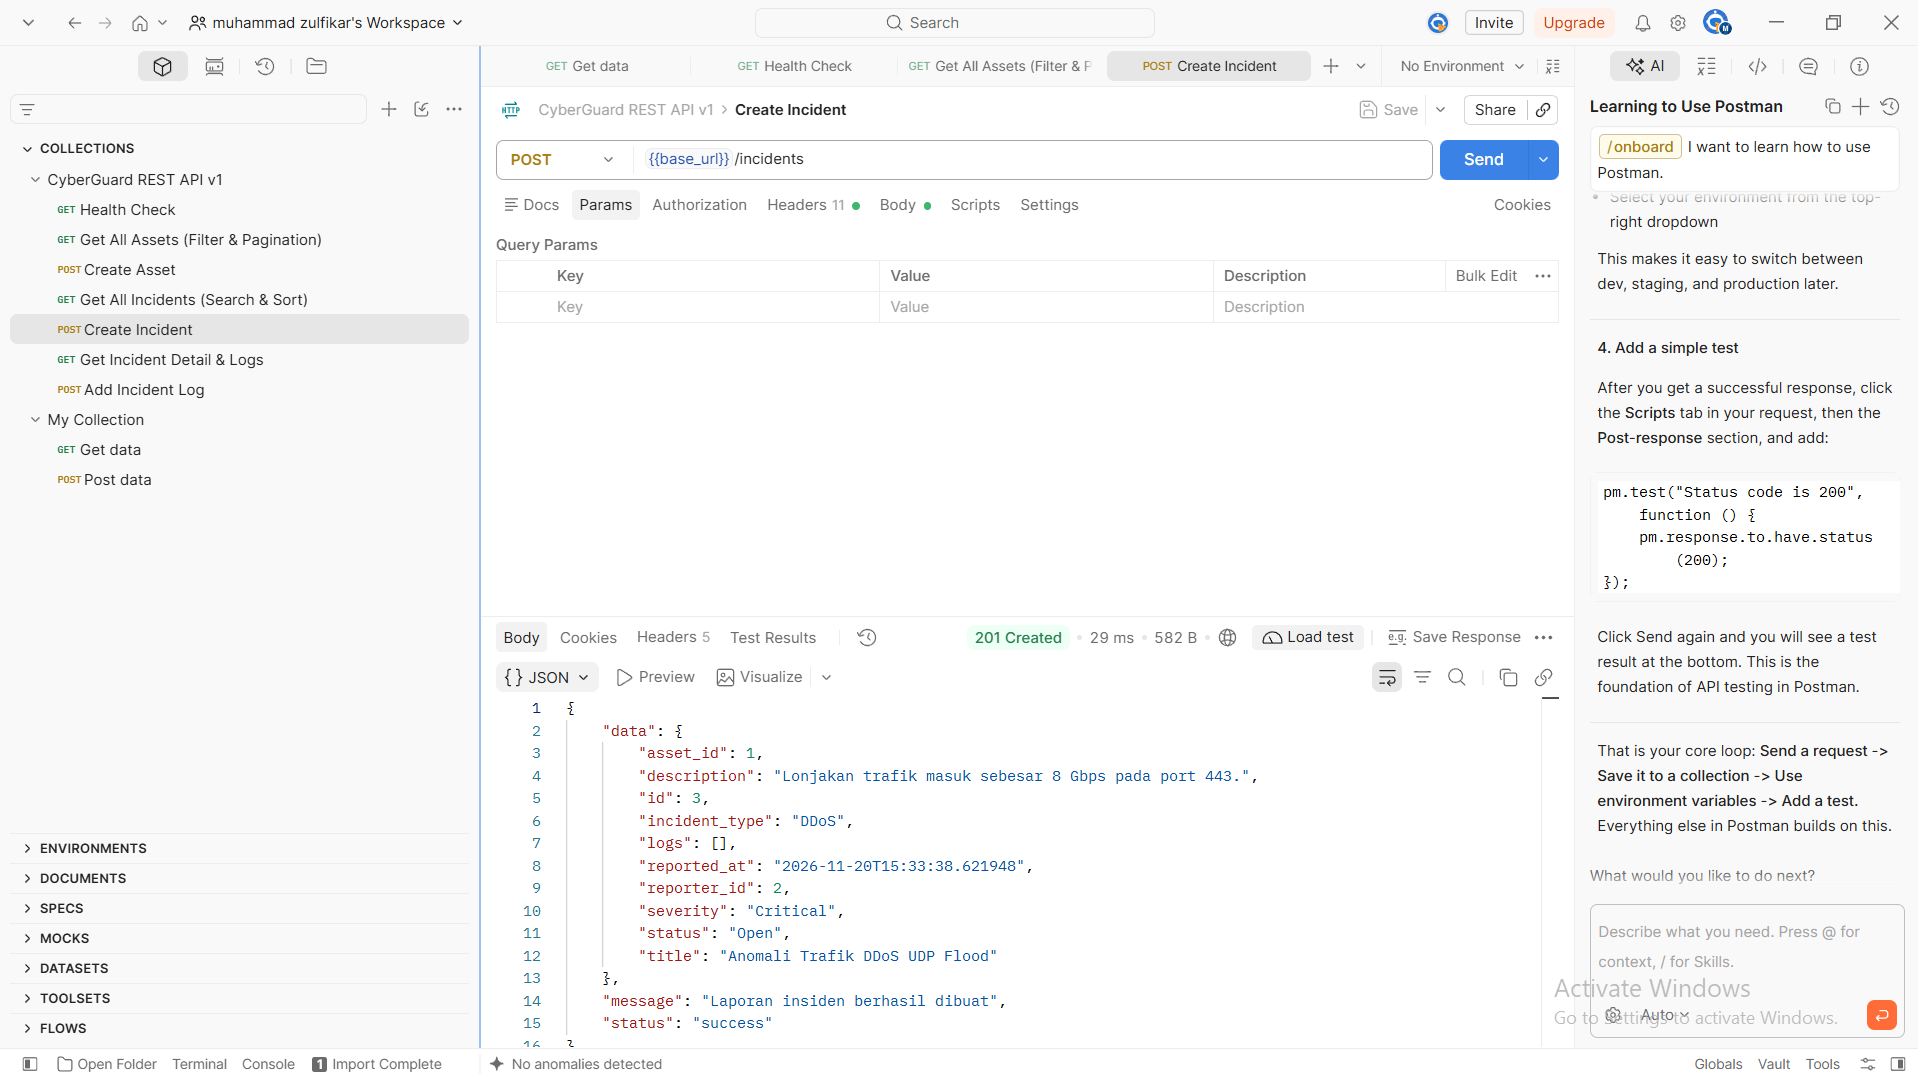 muhammad zulfikar's Workspace
Search
Invite
Upgrade
GET Get data
GET Health Check
GET Get All Assets (Filter & P
POST Create Incident
No Environment
AI
CyberGuard REST API v1 > Create Incident
Save
Share
POST
{{base_url}} /incidents
Send
Docs
Params
Authorization
Headers 11
Body
Scripts
Settings
Cookies
Query Params
Key Value Description Bulk Edit
Key Value Description
COLLECTIONS
CyberGuard REST API v1
GET Health Check
GET Get All Assets (Filter & Pagination)
POST Create Asset
GET Get All Incidents (Search & Sort)
POST Create Incident
GET Get Incident Detail & Logs
POST Add Incident Log
My Collection
GET Get data
POST Post data
ENVIRONMENTS
DOCUMENTS
SPECS
MOCKS
DATASETS
TOOLSETS
FLOWS
Body
Cookies
Headers 5
Test Results
201 Created
29 ms
582 B
Load test
e.g. Save Response
{} JSON
Preview
Visualize
1 {
2 "data": {
3 "asset_id": 1,
4 "description": "Lonjakan trafik masuk sebesar 8 Gbps pada port 443.",
5 "id": 3,
6 "incident_type": "DDoS",
7 "logs": [],
8 "reported_at": "2026-11-20T15:33:38.621948",
9 "reporter_id": 2,
10 "severity": "Critical",
11 "status": "Open",
12 "title": "Anomali Trafik DDoS UDP Flood"
13 },
14 "message": "Laporan insiden berhasil dibuat",
15 "status": "success"
16 }
Learning to Use Postman
/onboard I want to learn how to use
Postman.
Select your environment from the top-
right dropdown
This makes it easy to switch between
dev, staging, and production later.
4. Add a simple test
After you get a successful response, click
the Scripts tab in your request, then the
Post-response section, and add:
pm.test("Status code is 200",
function () {
pm.response.to.have.status
(200);
});
Click Send again and you will see a test
result at the bottom. This is the
foundation of API testing in Postman.
That is your core loop: Send a request ->
Save it to a collection -> Use
environment variables -> Add a test.
Everything else in Postman builds on this.
What would you like to do next?
Describe what you need. Press @ for
context, / for Skills.
Auto
Activate Windows
Go to Settings to activate Windows.
Open Folder
Terminal
Console
1 Import Complete
No anomalies detected
Globals
Vault
Tools